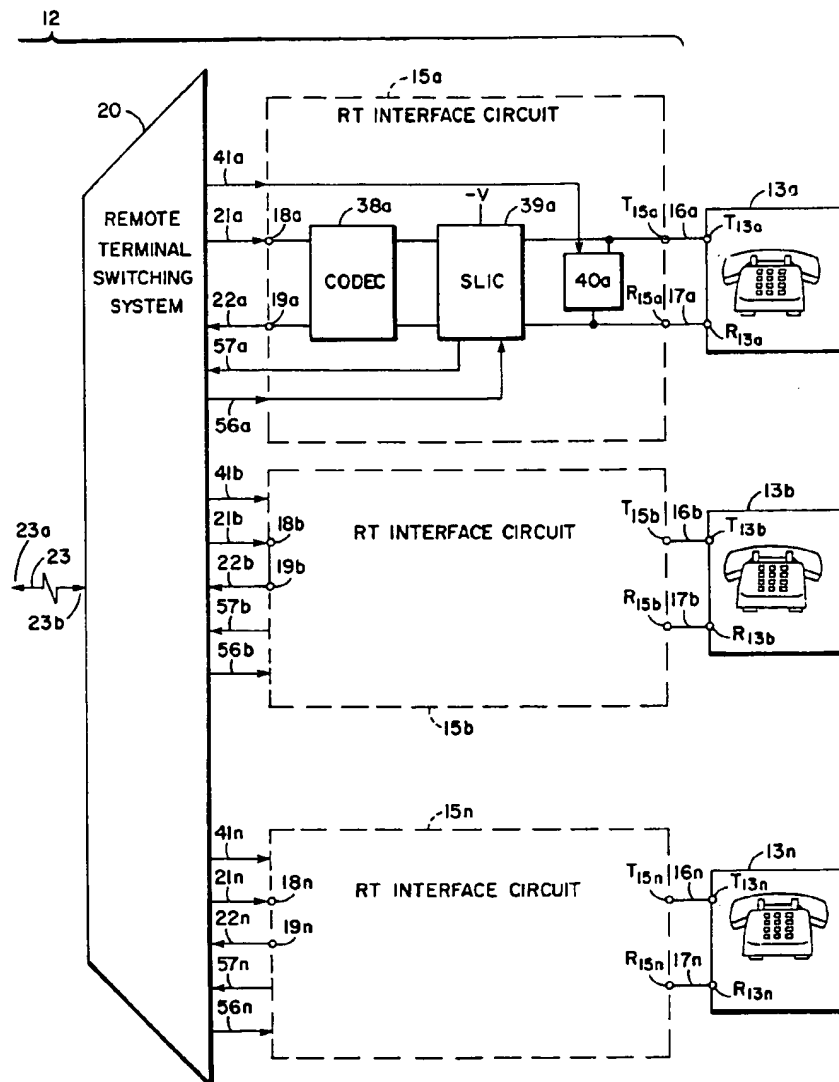 12
15a
20
RT INTERFACE CIRCUIT
41a
38a
-V
39a
13a
21a
18a
T15a
16a
T13a
REMOTE
TERMINAL
SWITCHING
SYSTEM
CODEC
SLIC
40a
22a
19a
R15a
17a
R13a
57a
56a
41b
13b
21b
18b
RT INTERFACE CIRCUIT
T15b
16b
T13b
22b
19b
23a
23
23b
57b
R15b
17b
R13b
56b
15b
15n
41n
13n
21n
18n
RT INTERFACE CIRCUIT
T15n
16n
T13n
22n
19n
57n
R15n
17n
R13n
56n